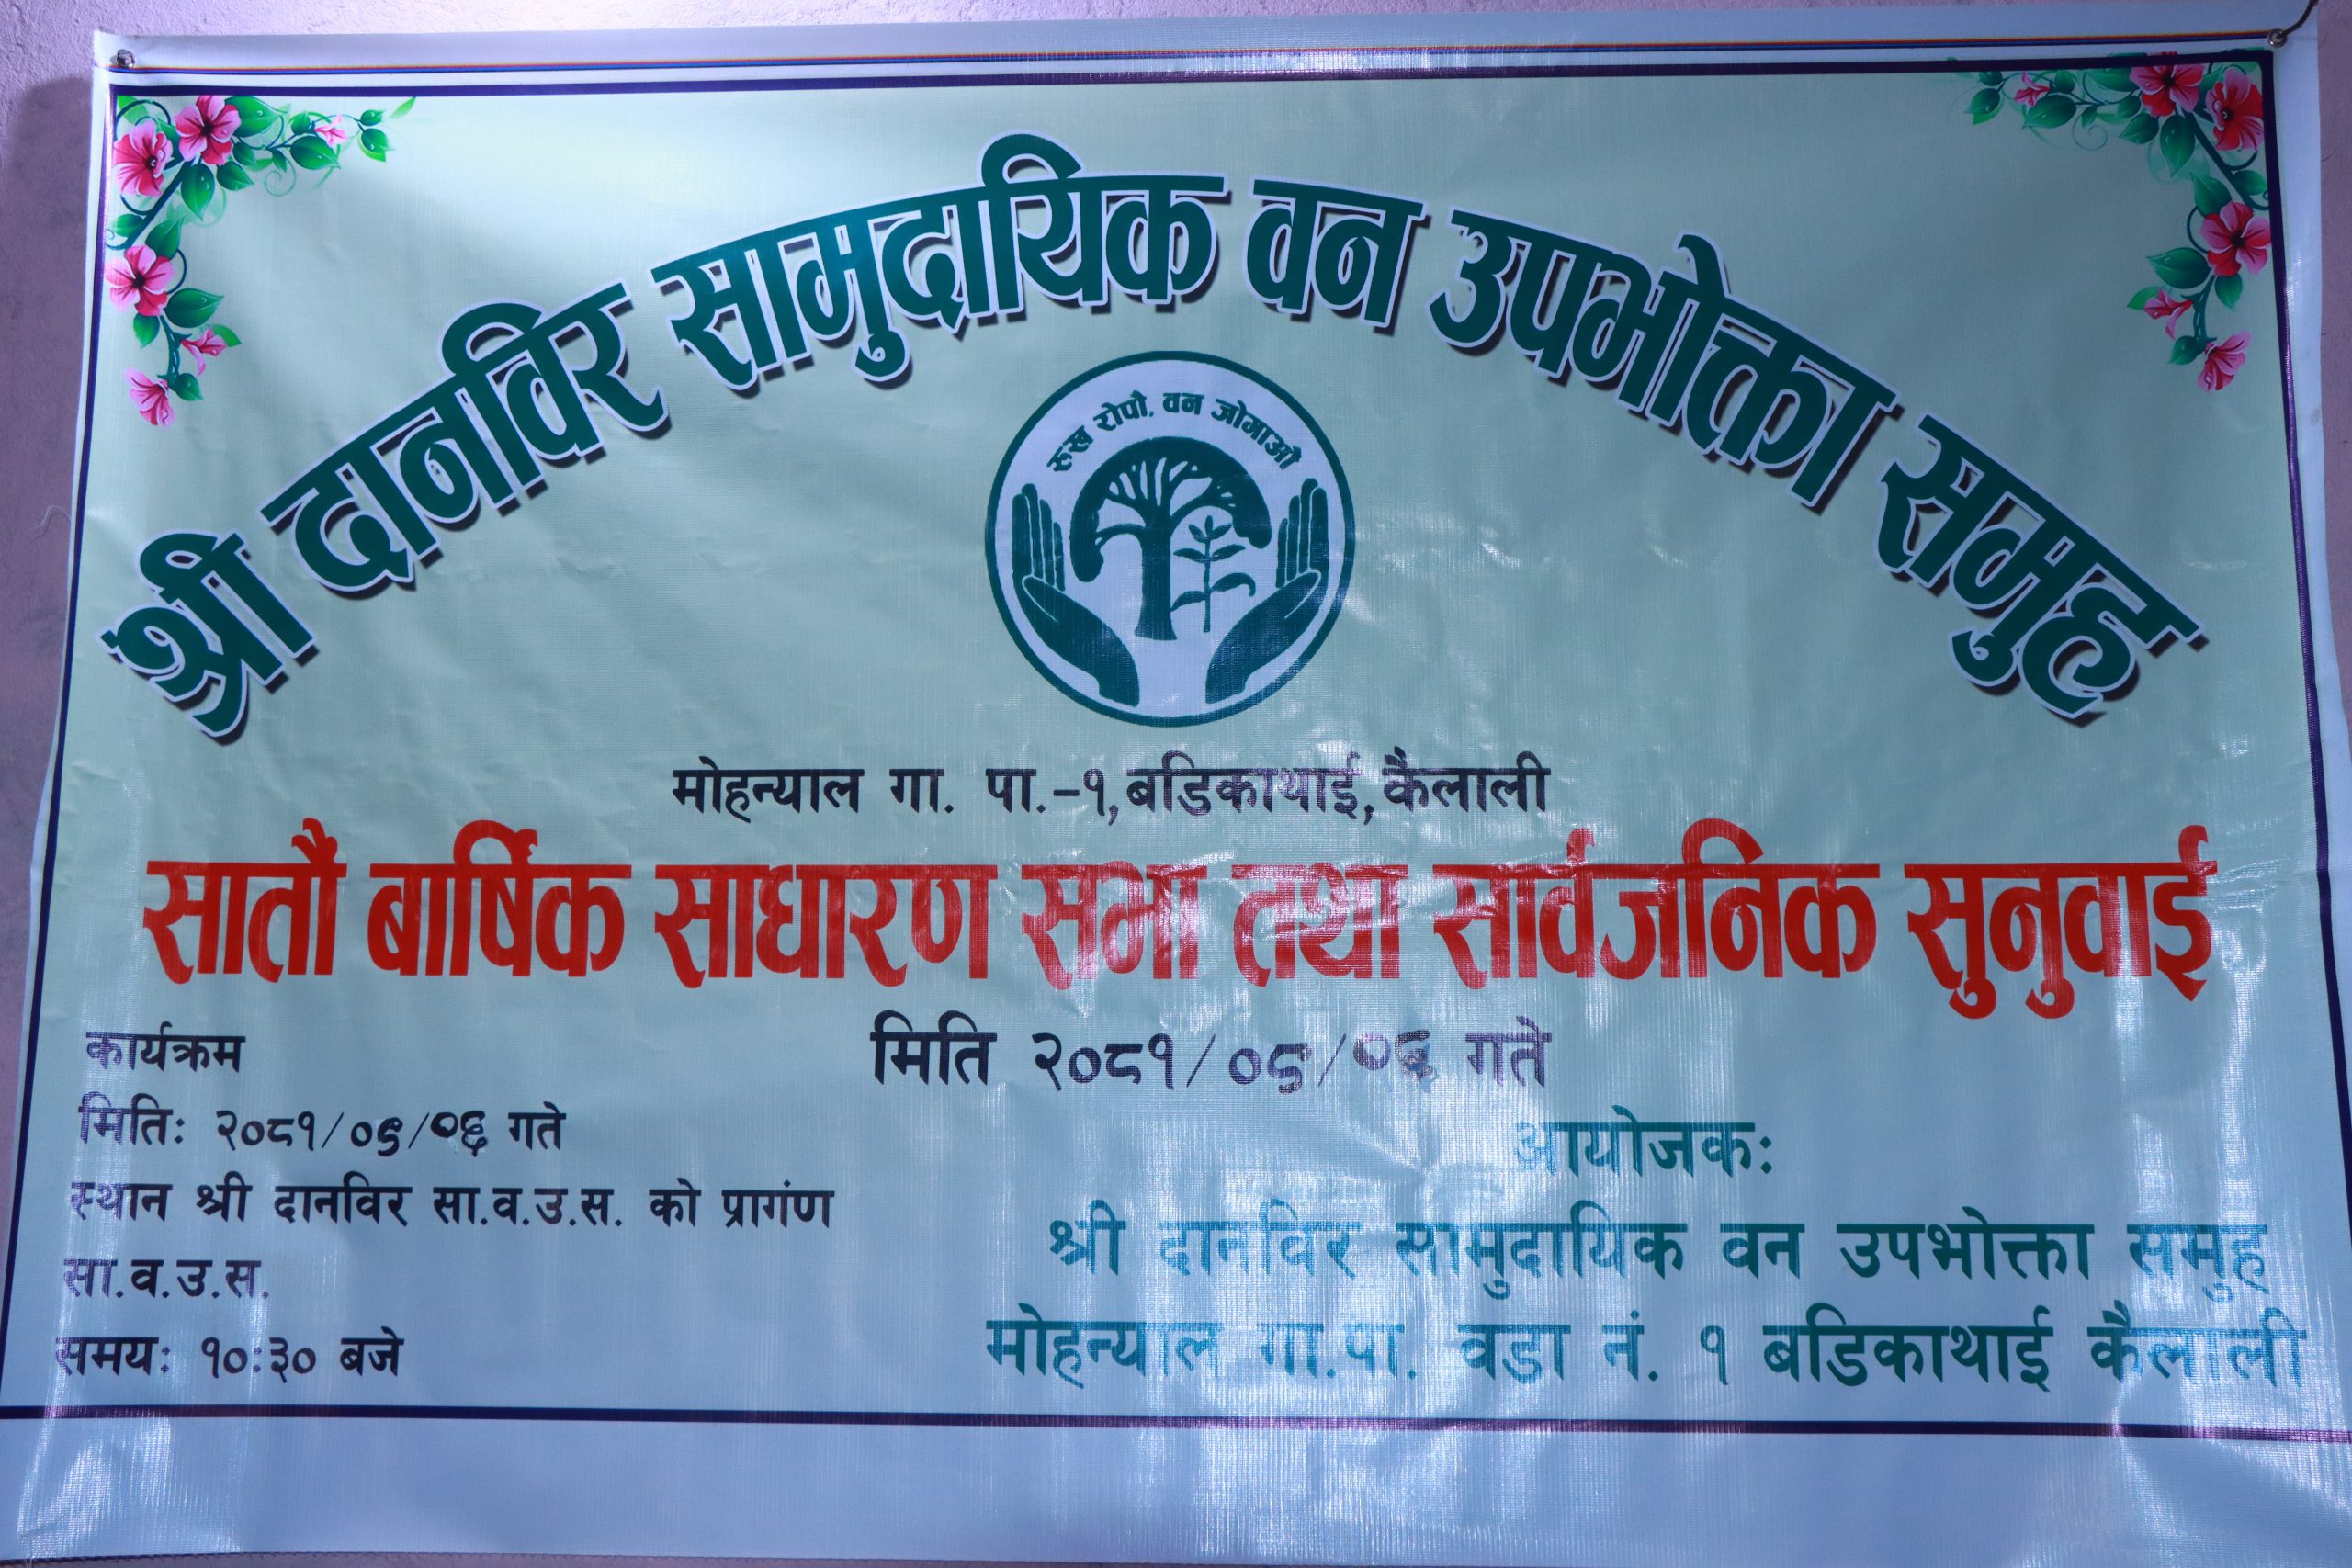 श्री दानविर सामुदायिक वन उपभोक्ता समुह
रुख रोपो, वन जोगाऔ
मोहन्याल गा. पा.-१, बडिकाथाई, कैलाली
सातौं बार्षिक साधारण सभा तथा सार्वजनिक सुनुवाई
मिति २०८१/०६/०६ गते
कार्यक्रम
मितिः २०८१/०६/०६ गते
स्थान श्री दानविर सा.व.उ.स. को प्रागंण
सा.व.उ.स.
समयः १०:३० बजे
आयोजकः
श्री दानविर सामुदायिक वन उपभोक्ता समुह
मोहन्याल गा.पा. वडा नं. १ बडिकाथाई कैलाली